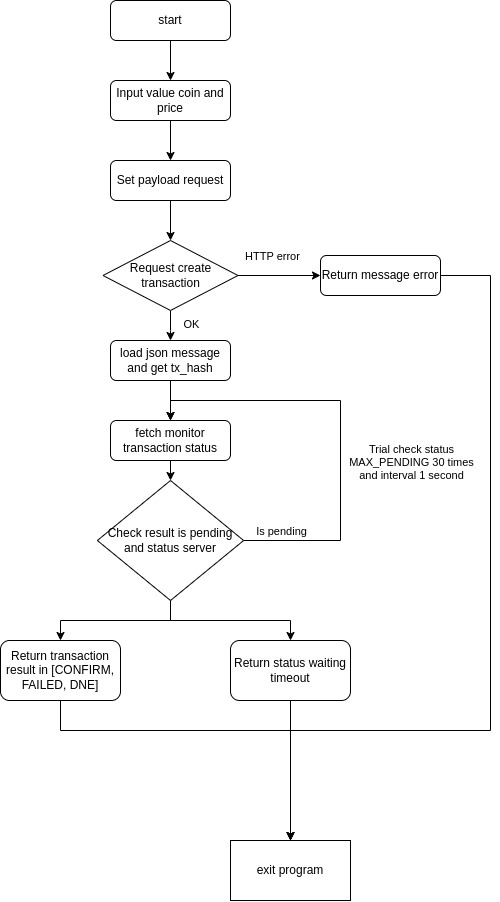 start
Input value coin and
price
Set payload request
Request create
transaction
HTTP error
Return message error
OK
load json message
and get tx_hash
fetch monitor
transaction status
Trial check status
MAX_PENDING 30 times
and interval 1 second
Check result is pending
and status server
Is pending
Return transaction
result in [CONFIRM,
FAILED, DNE]
Return status waiting
timeout
exit program